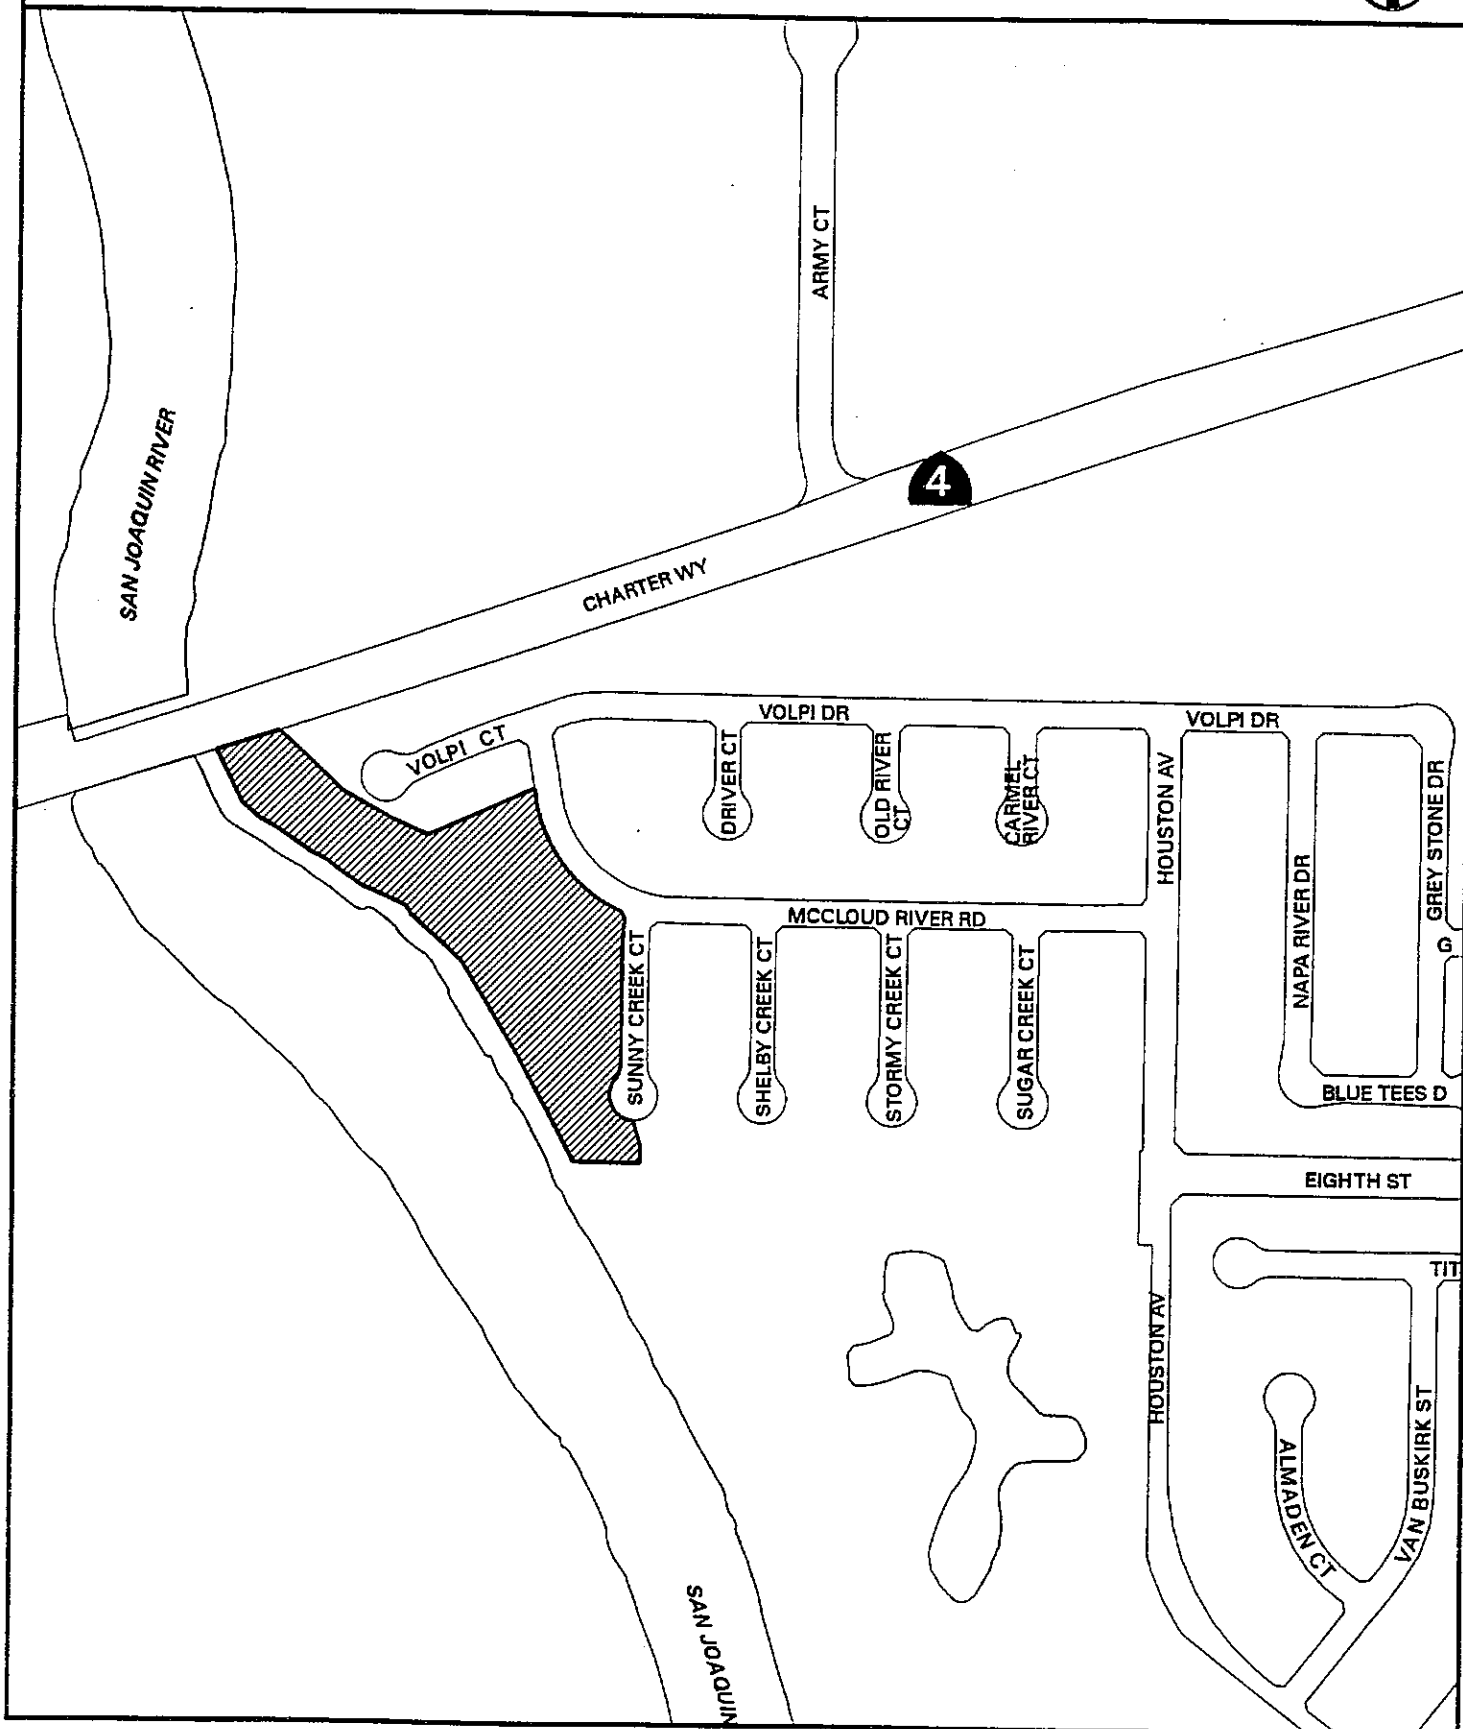 ARMY CT
SAN JOAQUIN RIVER
4
CHARTER WY
VOLPI DR
VOLPI DR
VOLPI CT
DRIVER CT
OLD RIVER
CT
CARMEL
RIVER CT
HOUSTON AV
GREY STONE DR
NAPA RIVER DR
MCCLOUD RIVER RD
G
SUNNY CREEK CT
SHELBY CREEK CT
STORMY CREEK CT
SUGAR CREEK CT
BLUE TEES D
EIGHTH ST
TIT
HOUSTON AV
VAN BUSKIRK ST
ALMADEN CT
SAN JOAQUIN